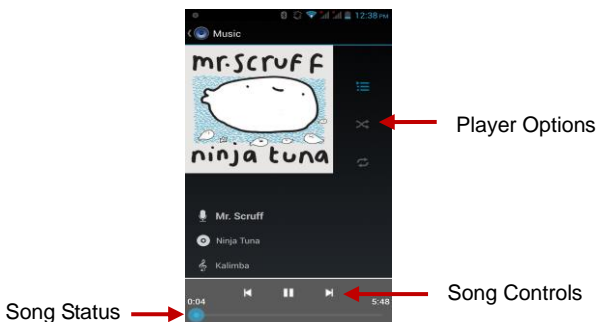 12:38 PM
Music
mr.scruff
Player Options
ninja tuna
Mr. Scruff
Ninja Tuna
Kalimba
Song Controls
0:04
5:48
Song Status